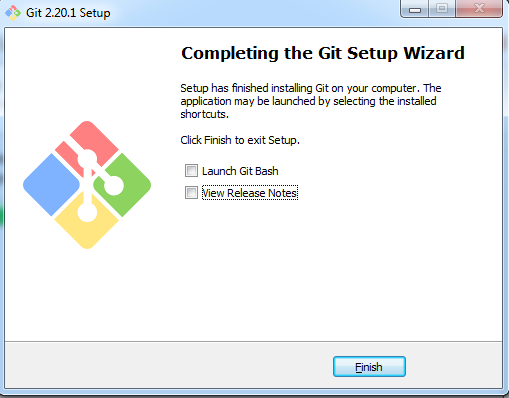 Git 2.20.1 Setup
Completing the Git Setup Wizard
Setup has finished installing Git on your computer. The
application may be launched by selecting the installed
shortcuts.
Click Finish to exit Setup.
Launch Git Bash
View Release Notes
Finish